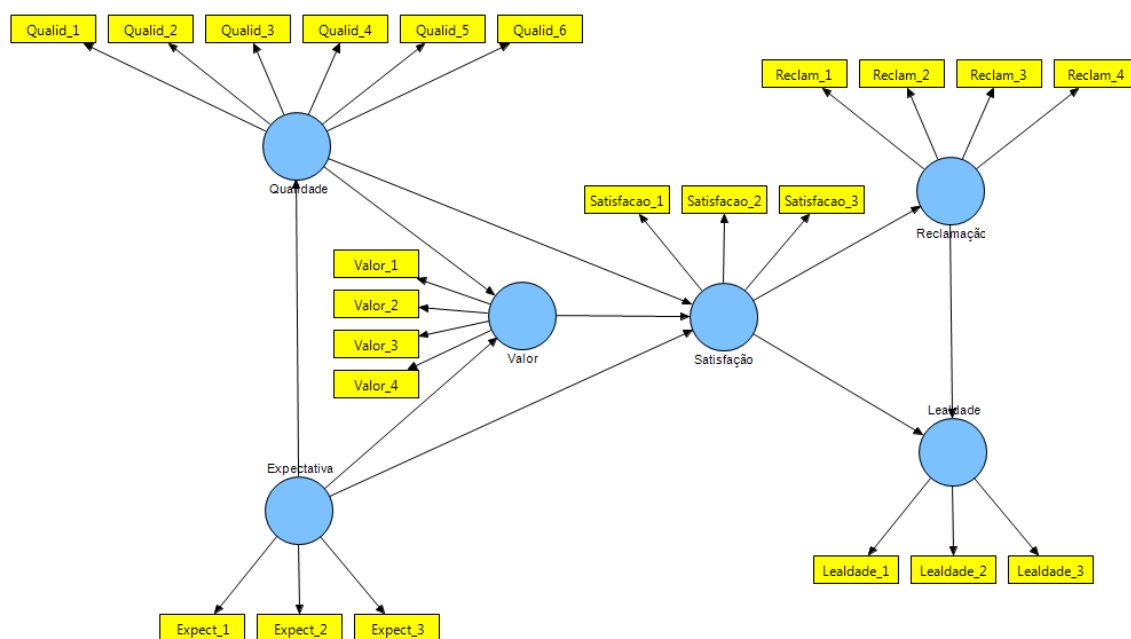 Qualid_1
Qualid_2
Qualid_3
Qualid_4
Qualid_5
Qualid_6
Reclam_1
Reclam_2
Reclam_3
Reclam_4
Qualidade
Satisfacao_1
Satisfacao_2
Satisfacao_3
Reclamação
Valor_1
Valor_2
Valor_3
Valor_4
Valor
Satisfação
Lealdade
Expectativa
Lealdade_1
Lealdade_2
Lealdade_3
Expect_1
Expect_2
Expect_3